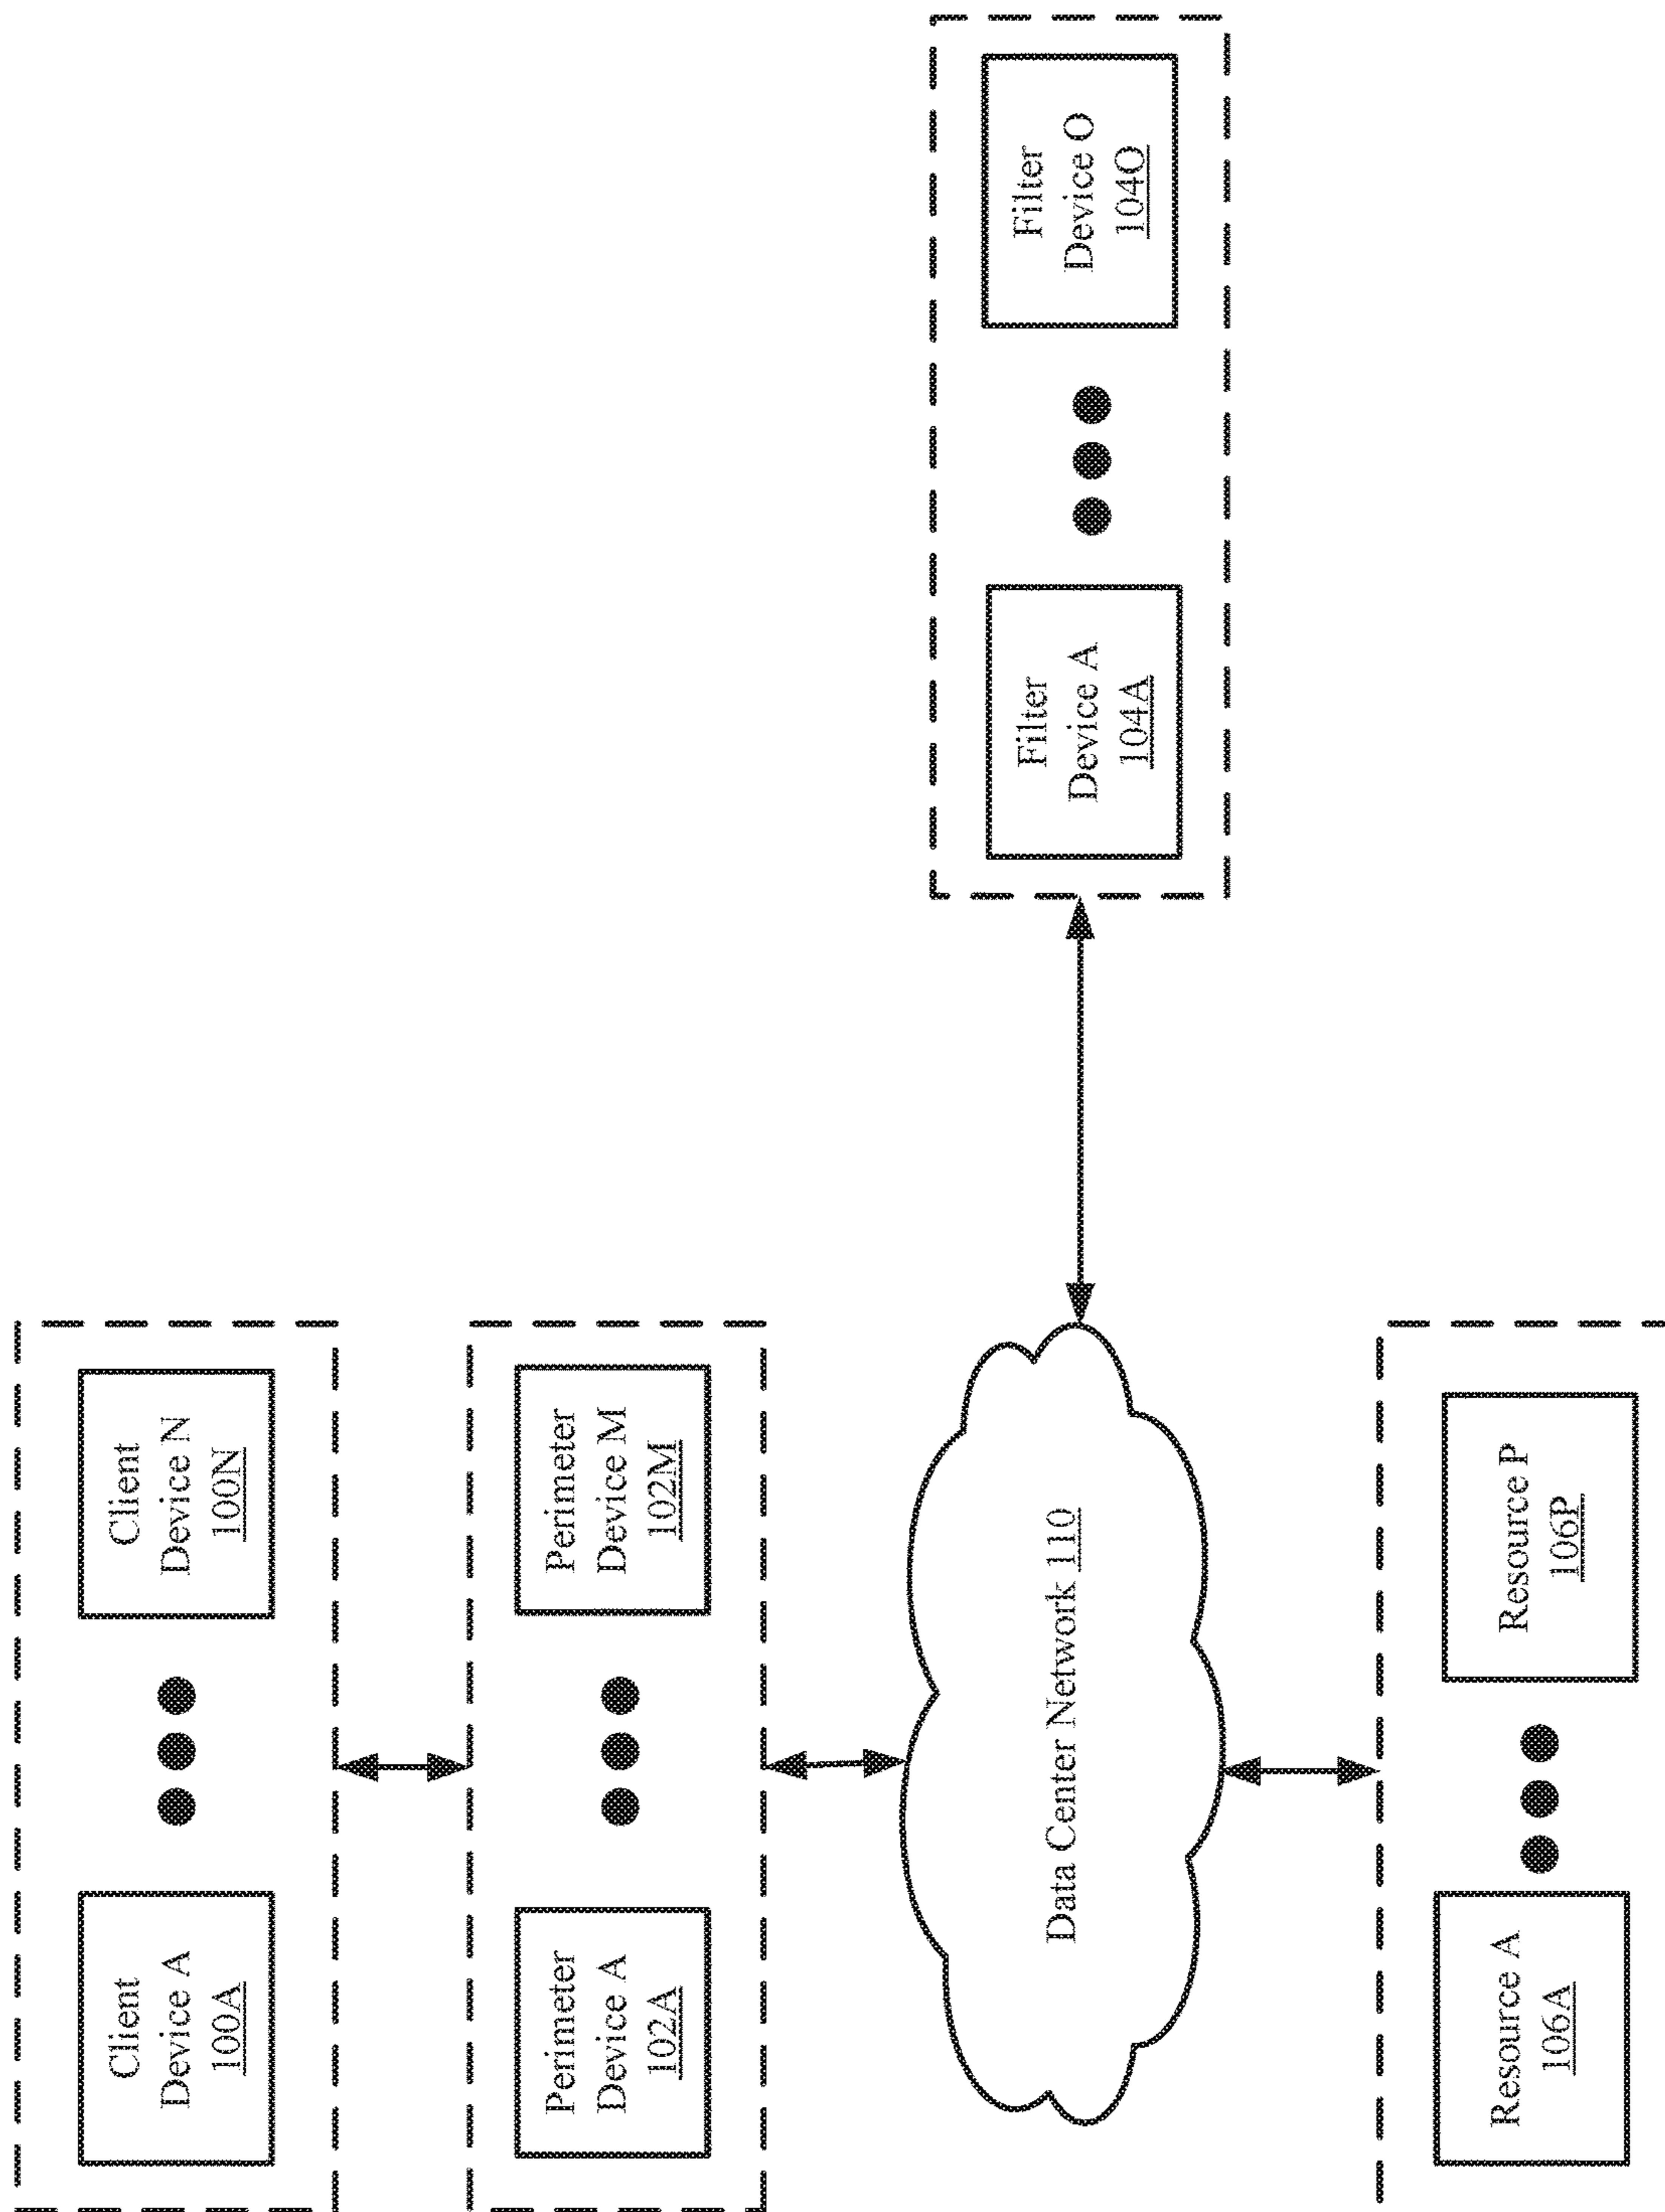 Client
Device A
100A
Client
Device N
100N
Perimeter
Device A
102A
Perimeter
Device M
102M
Data Center Network 110
Filter
Device A
104A
Filter
Device O
104O
Resource A
106A
Resource P
106P